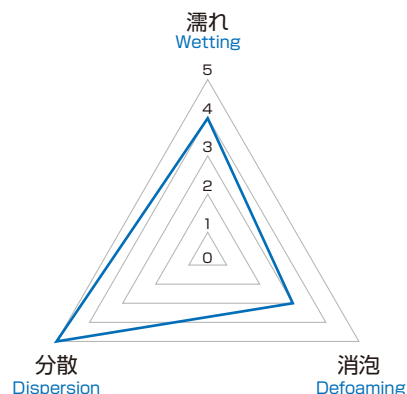 濡れ
Wetting
5
4
3
2
1
0
分散
Dispersion
消泡
Defoaming